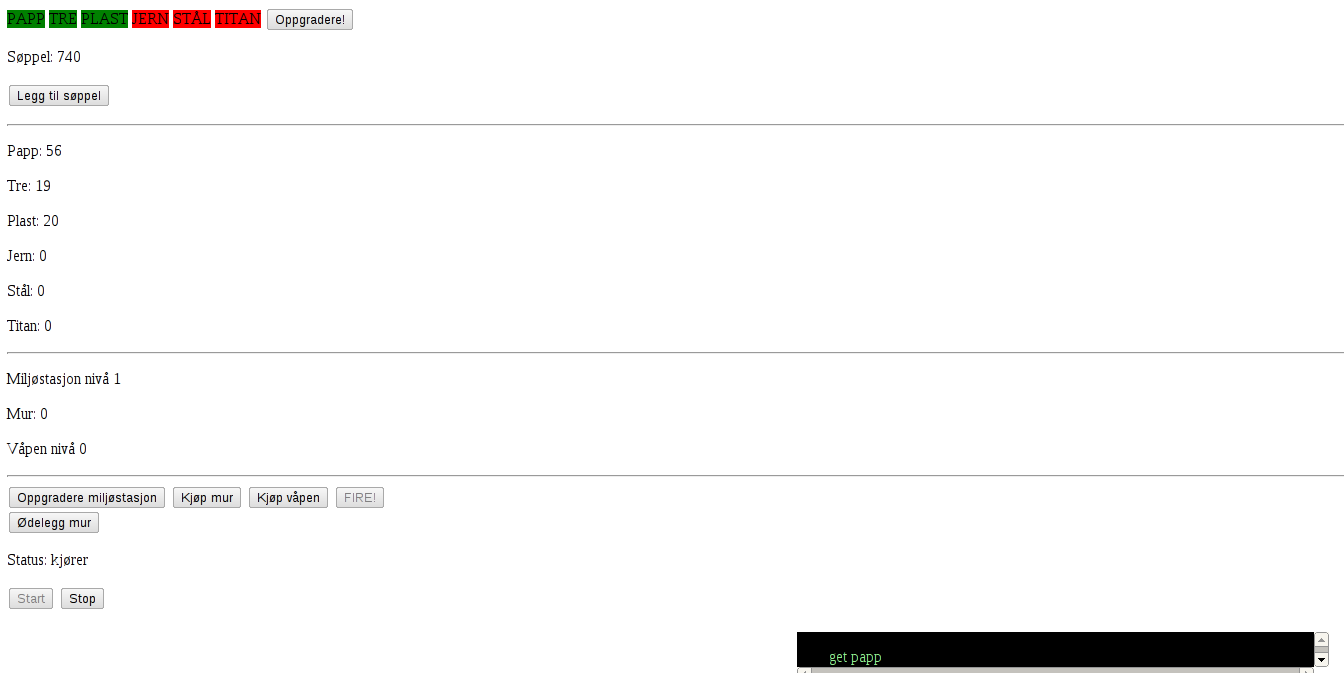 PAPP TRE PLAST JERN STÅL TITAN Oppgradere!
Søppel: 740
Legg til søppel
Papp: 56
Tre: 19
Plast: 20
Jern: 0
Stål: 0
Titan: 0
Miljøstasjon nivå 1
Mur: 0
Våpen nivå 0
Oppgradere miljøstasjon Kjøp mur Kjøp våpen FIRE!
Ødelegg mur
Status: kjører
Start Stop
get papp